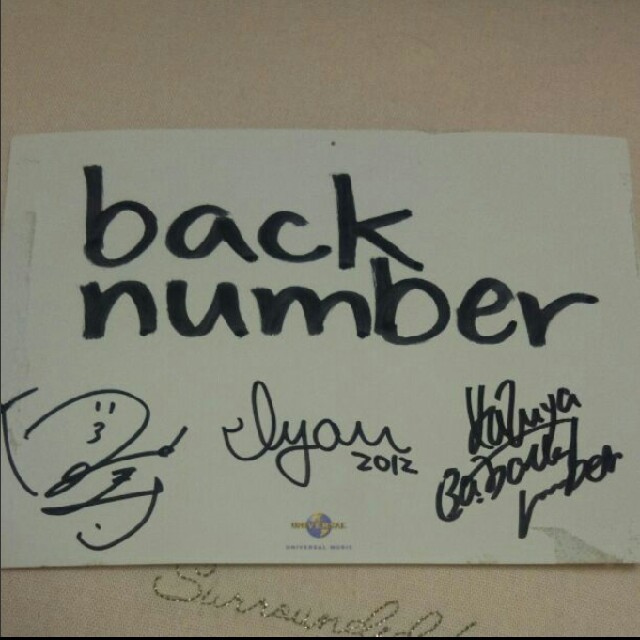 back
number
Iyau
2012
Kazuya
Ba. back
number
UNIVERSAL
UNIVERSAL MUSIC